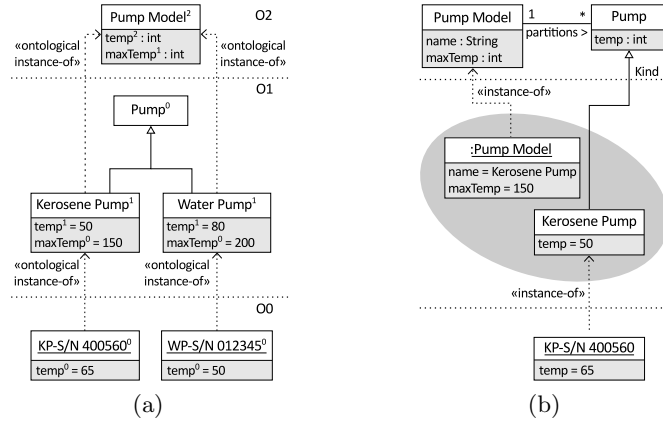 Pump Model²
temp² : int
maxTemp¹ : int
O2
«ontological
instance-of»
«ontological
instance-of»
O1
Pump⁰
Kerosene Pump¹
temp¹ = 50
maxTemp⁰ = 150
Water Pump¹
temp¹ = 80
maxTemp⁰ = 200
«ontological
instance-of»
«ontological
instance-of»
O0
KP-S/N 400560⁰
temp⁰ = 65
WP-S/N 012345⁰
temp⁰ = 50
(a)
Pump Model
name : String
maxTemp : int
1
*
partitions >
Pump
temp : int
Kind
«instance-of»
:Pump Model
name = Kerosene Pump
maxTemp = 150
Kerosene Pump
temp = 50
«instance-of»
KP-S/N 400560
temp = 65
(b)